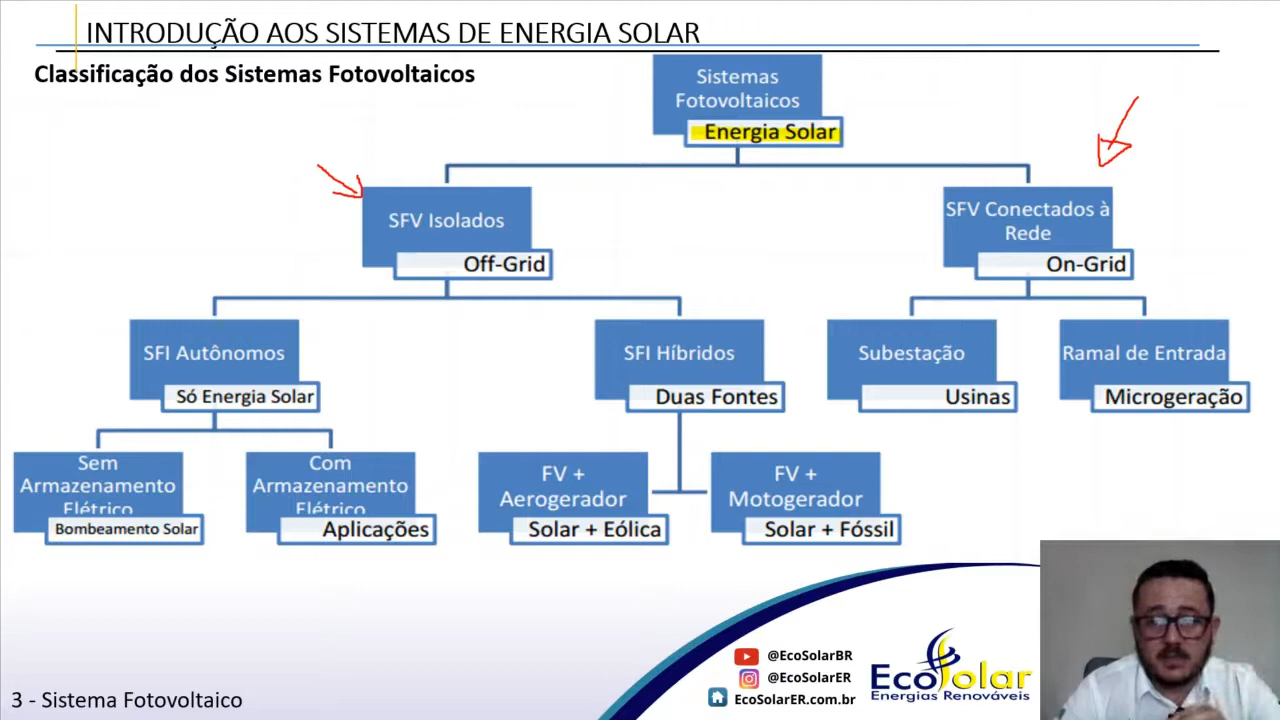 INTRODUÇÃO AOS SISTEMAS DE ENERGIA SOLAR
Classificação dos Sistemas Fotovoltaicos
Sistemas
Fotovoltaicos
Energia Solar
SFV Isolados
Off-Grid
SFV Conectados à
Rede
On-Grid
SFI Autônomos
Só Energia Solar
SFI Híbridos
Duas Fontes
Subestação
Usinas
Ramal de Entrada
Microgeração
Sem
Armazenamento
Elétrico
Bombeamento Solar
Com
Armazenamento
Elétrico
Aplicações
FV +
Aerogerador
Solar + Eólica
FV +
Motogerador
Solar + Fóssil
@EcoSolarBR
@EcoSolarER
EcoSolarER.com.br
EcoSolar
Energias Renováveis
3 - Sistema Fotovoltaico